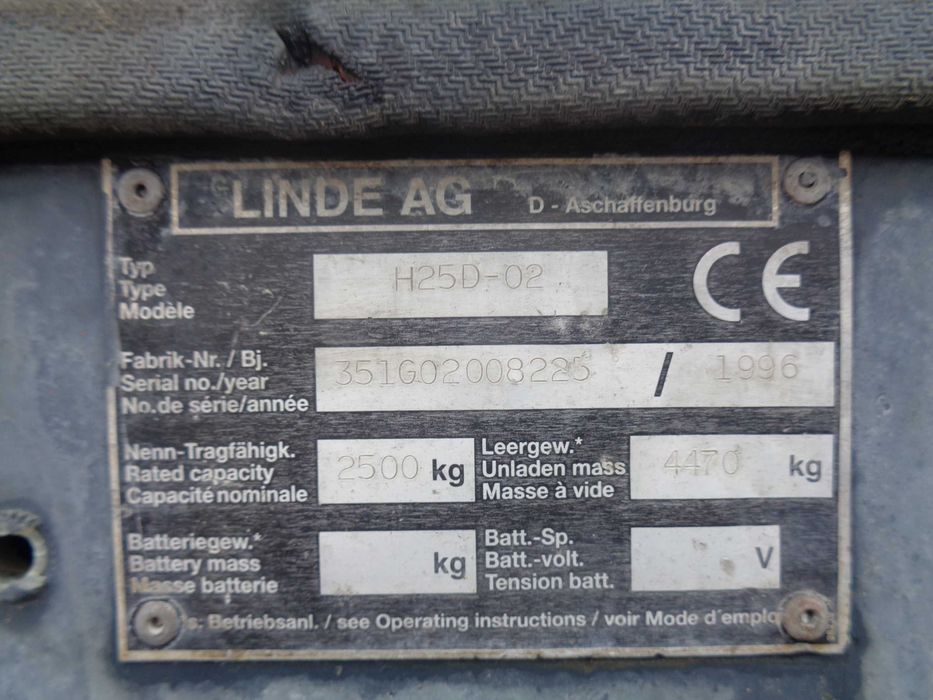 LINDE AG D - Aschaffenburg
Typ
Type
Modèle
H25D-02
CE
Fabrik-Nr. / Bj.
Serial no./year
No.de série/année
351G02008225 / 1996
Nenn-Tragfähigk.
Rated capacity
Capacité nominale
2500 kg
Leergew.*
Unladen mass
Masse à vide
4470 kg
Batteriegew.*
Battery mass
Masse batterie
kg
Batt.-Sp.
Batt.-volt.
Tension batt.
V
s. Betriebsanl. / see Operating instructions / voir Mode d'emploi